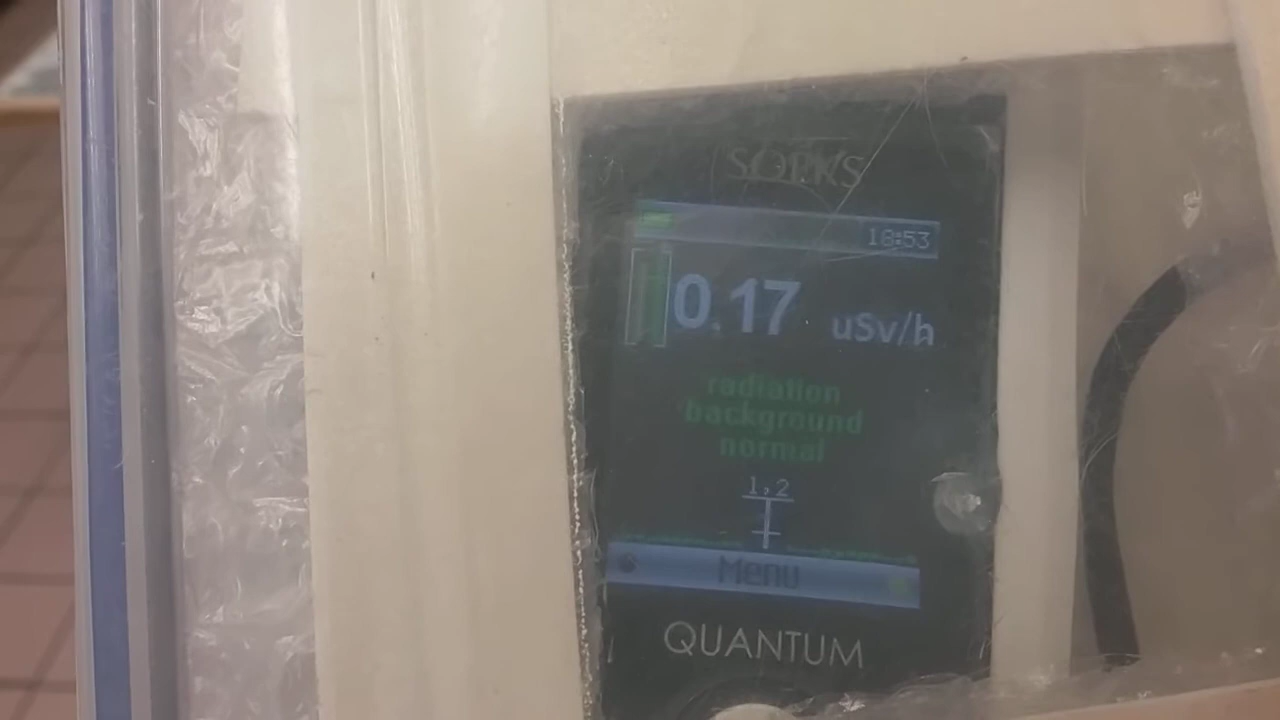 SOEKS
18:53
0.17 uSv/h
radiation
background
normal
1,2
Menu
QUANTUM